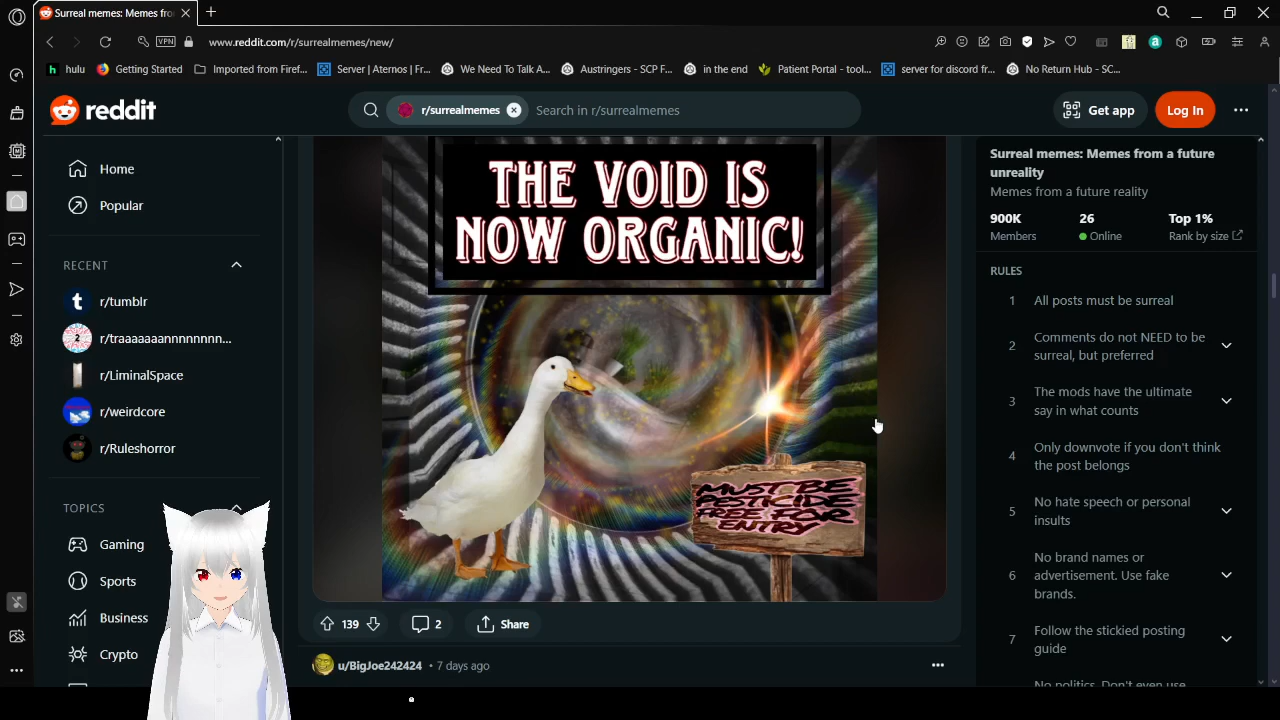 Surreal memes: Memes fro
VPN
www.reddit.com/r/surrealmemes/new/
hulu
Getting Started
Imported from Firef...
Server | Aternos | Fr...
We Need To Talk A...
Austringers - SCP F...
in the end
Patient Portal - tool...
server for discord fr...
No Return Hub - SC...
reddit
r/surrealmemes
Search in r/surrealmemes
Get app
Log In
Home
Popular
RECENT
r/tumblr
r/traaaaaaannnnnnnn...
r/LiminalSpace
r/weirdcore
r/Ruleshorror
TOPICS
Gaming
Sports
Business
Crypto
THE VOID IS
NOW ORGANIC!
MUST BE
PESTICIDE
FREE FOR
ENTRY
139
2
Share
u/BigJoe242424 • 7 days ago
Surreal memes: Memes from a future
unreality
Memes from a future reality
900K
Members
26
Online
Top 1%
Rank by size
RULES
1 All posts must be surreal
2 Comments do not NEED to be
surreal, but preferred
3 The mods have the ultimate
say in what counts
4 Only downvote if you don't think
the post belongs
5 No hate speech or personal
insults
6 No brand names or
advertisement. Use fake
brands.
7 Follow the stickied posting
guide
No politics. Don't even use